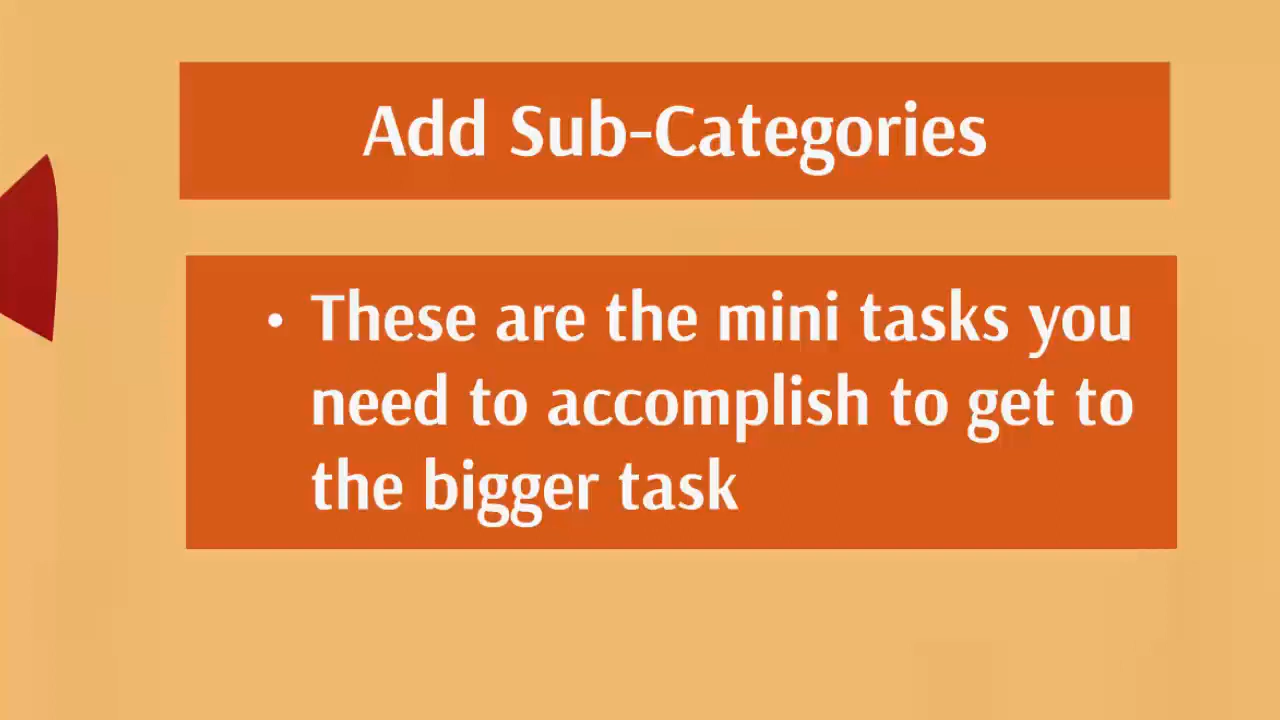 Add Sub-Categories
• These are the mini tasks you
need to accomplish to get to
the bigger task